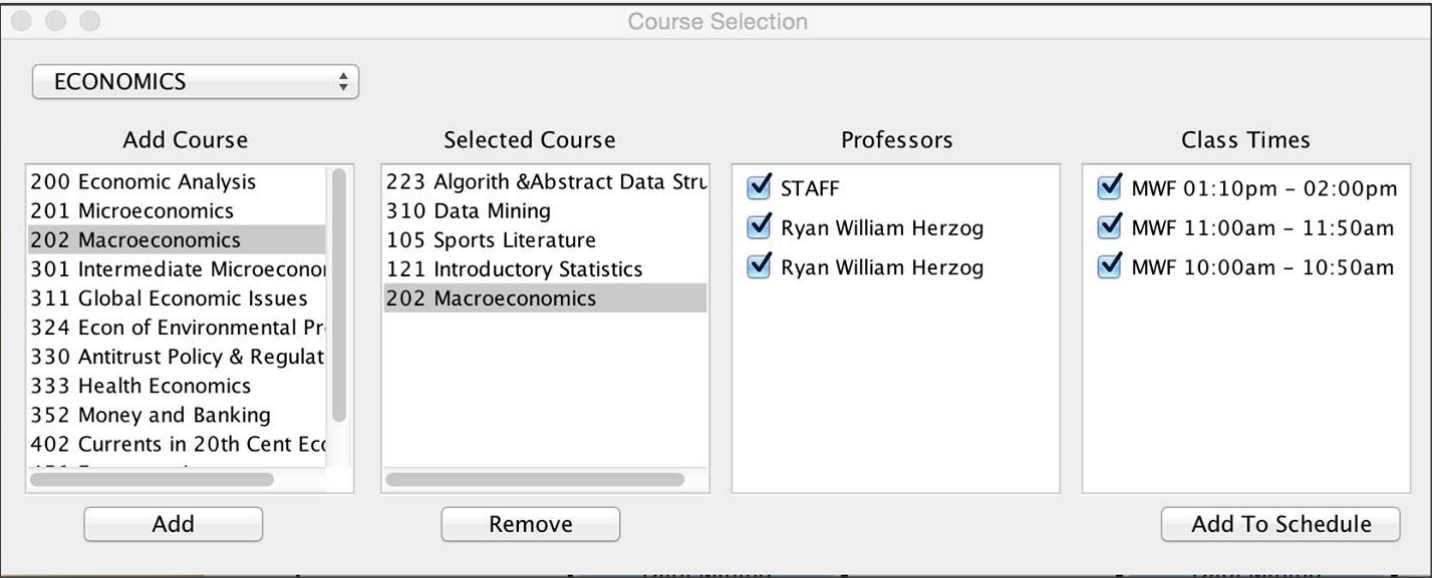 Course Selection
ECONOMICS
Add Course
200 Economic Analysis
201 Microeconomics
202 Macroeconomics
301 Intermediate Microeconor
311 Global Economic Issues
324 Econ of Environmental Pr
330 Antitrust Policy & Regulat
333 Health Economics
352 Money and Banking
402 Currents in 20th Cent Ecc
Add
Selected Course
223 Algorith &Abstract Data Stru
310 Data Mining
105 Sports Literature
121 Introductory Statistics
202 Macroeconomics
Remove
Professors
STAFF
Ryan William Herzog
Ryan William Herzog
Class Times
MWF 01:10pm – 02:00pm
MWF 11:00am – 11:50am
MWF 10:00am – 10:50am
Add To Schedule